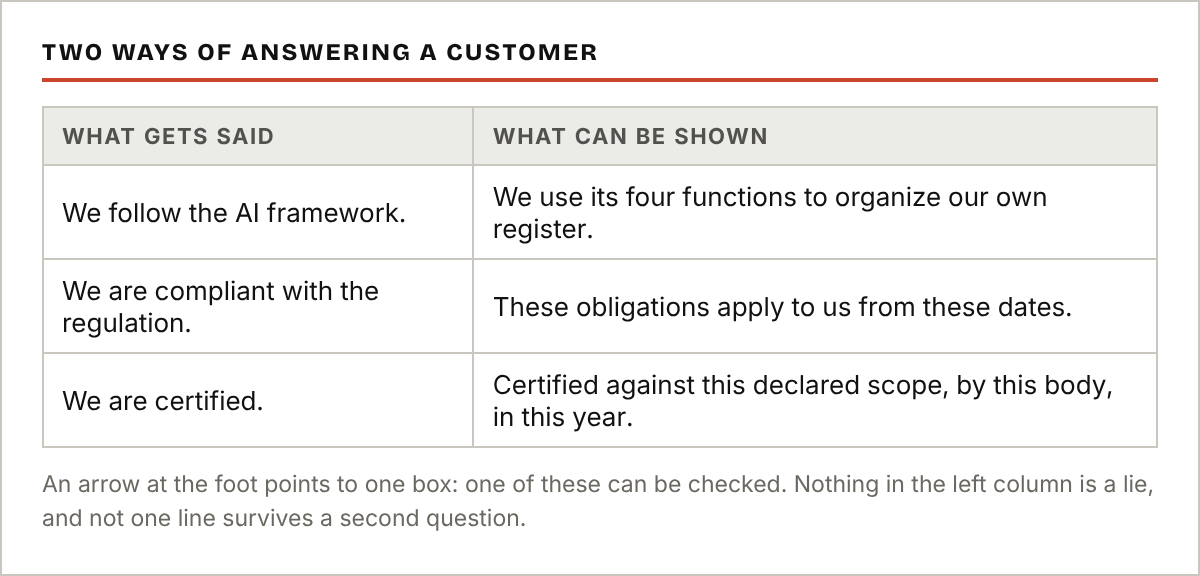 TWO WAYS OF ANSWERING A CUSTOMER
WHAT GETS SAID
WHAT CAN BE SHOWN
We follow the AI framework.
We use its four functions to organize our own
register.
We are compliant with the
regulation.
These obligations apply to us from these dates.
We are certified.
Certified against this declared scope, by this body,
in this year.
An arrow at the foot points to one box: one of these can be checked. Nothing in the left column is a lie,
and not one line survives a second question.